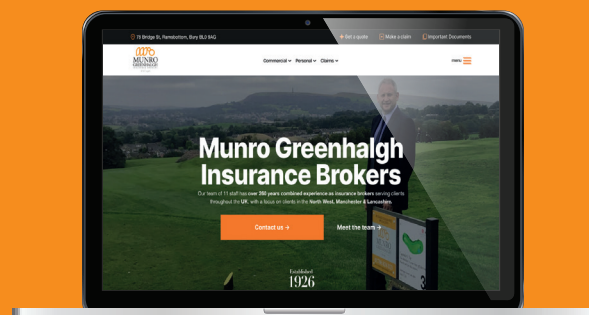 79 Bridge St, Ramsbottom, Bury BL0 9AG
Get a quote
Make a claim
Important Documents
MUNRO
GREENHALGH
Commercial
Personal
Claims
menu
Munro Greenhalgh
Insurance Brokers
Our team of 11 staff has over 265 years combined experience as insurance brokers serving clients
throughout the UK, with a focus on clients in the North West, Manchester & Lancashire.
Contact us →
Meet the team →
3
Established
1926